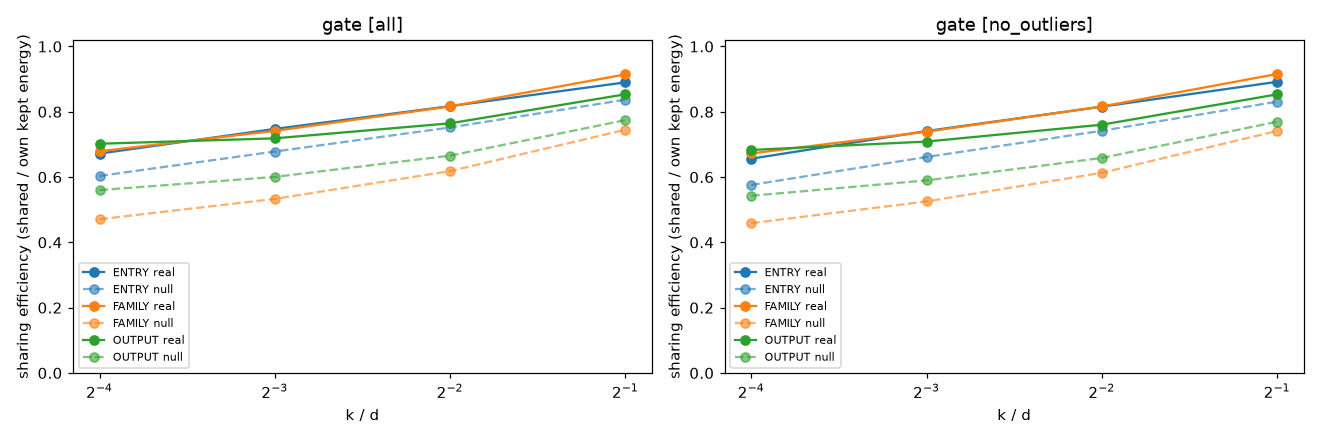 gate [all]
sharing efficiency (shared / own kept energy)
1.0
0.8
0.6
0.4
0.2
0.0
ENTRY real
ENTRY null
FAMILY real
FAMILY null
OUTPUT real
OUTPUT null
2⁻⁴ 2⁻³ 2⁻² 2⁻¹
k / d
gate [no_outliers]
sharing efficiency (shared / own kept energy)
1.0
0.8
0.6
0.4
0.2
0.0
ENTRY real
ENTRY null
FAMILY real
FAMILY null
OUTPUT real
OUTPUT null
2⁻⁴ 2⁻³ 2⁻² 2⁻¹
k / d